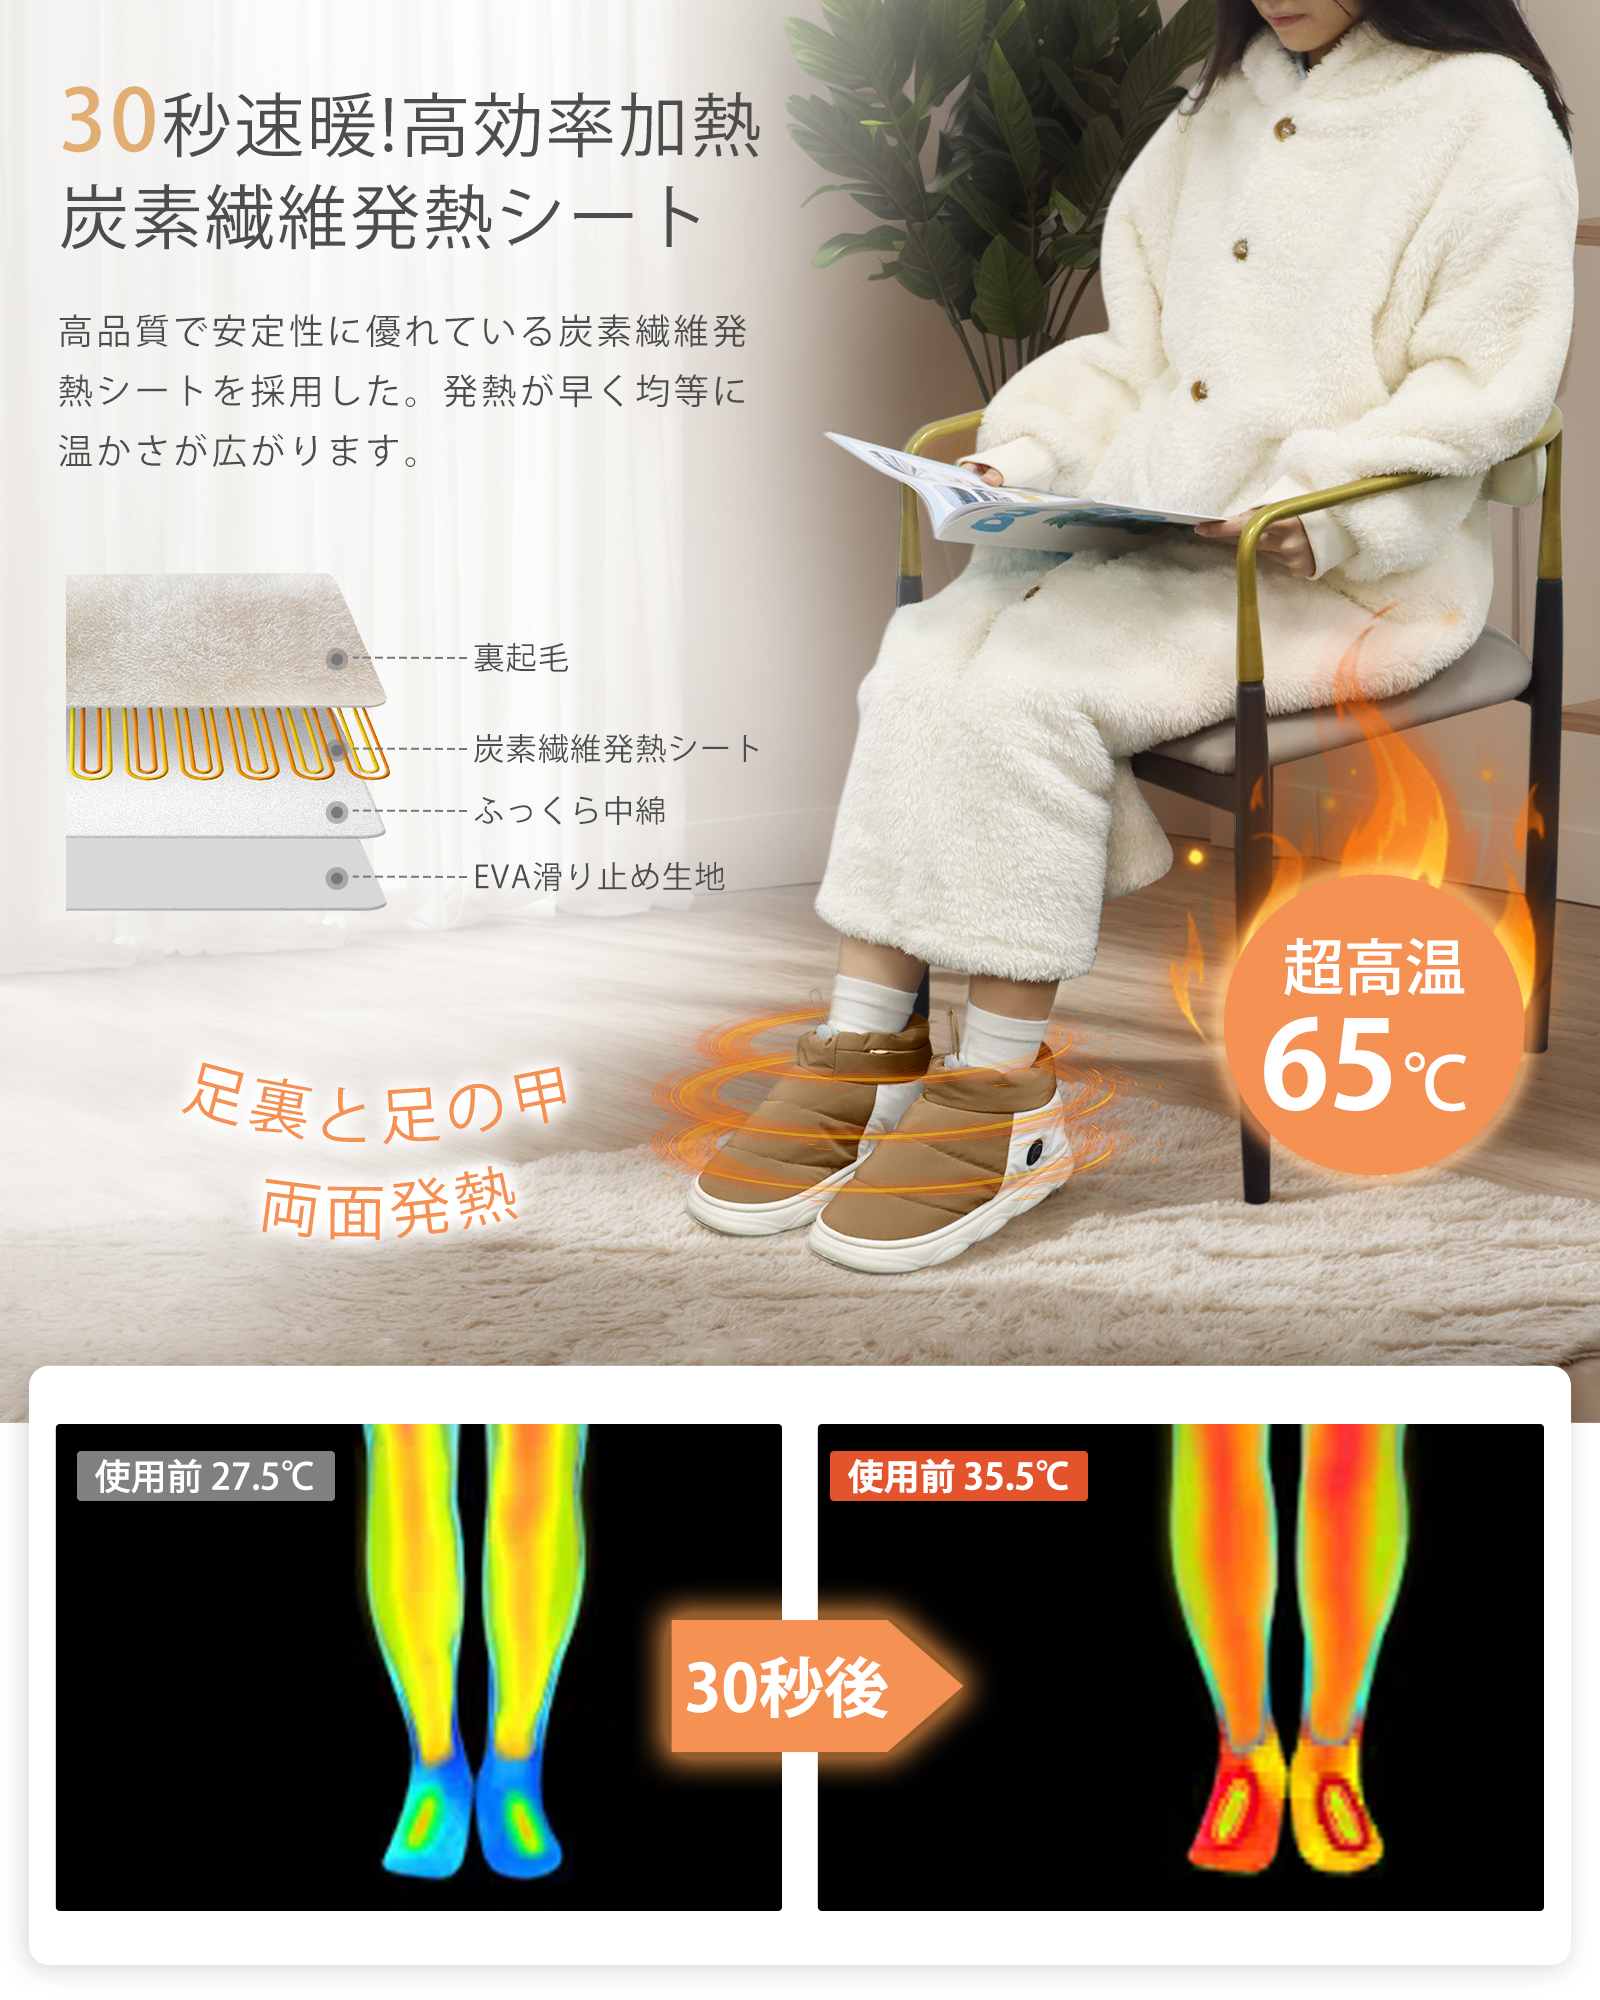 30秒速暖!高効率加熱
炭素繊維発熱シート
高品質で安定性に優れている炭素繊維発
熱シートを採用した。発熱が早く均等に
温かさが広がります。
裏起毛
炭素繊維発熱シート
ふっくら中綿
EVA滑り止め生地
超高温
65℃
足裏と足の甲
両面発熱
使用前 27.5℃
使用前 35.5℃
30秒後